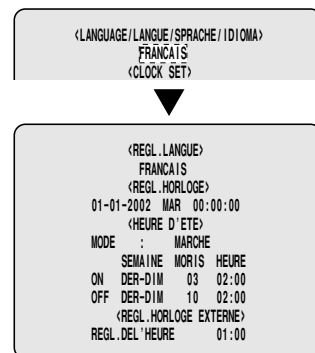 <LANGUAGE/LANGUE/SPRACHE/IDIOMA>
FRANCAIS
<CLOCK SET>
<REGL.LANGUE>
FRANCAIS
<REGL.HORLOGE>
01-01-2002 MAR 00:00:00
<HEURE D'ETE>
MODE : MARCHE
SEMAINE MORIS HEURE
ON DER-DIM 03 02:00
OFF DER-DIM 10 02:00
<REGL.HORLOGE EXTERNE>
REGL.DEL'HEURE 01:00